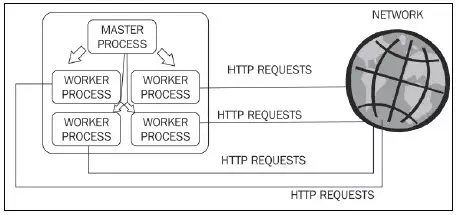 NETWORK
MASTER
PROCESS
WORKER
PROCESS
WORKER
PROCESS
HTTP REQUESTS
WORKER
PROCESS
WORKER
PROCESS
HTTP REQUESTS
HTTP REQUESTS
HTTP REQUESTS